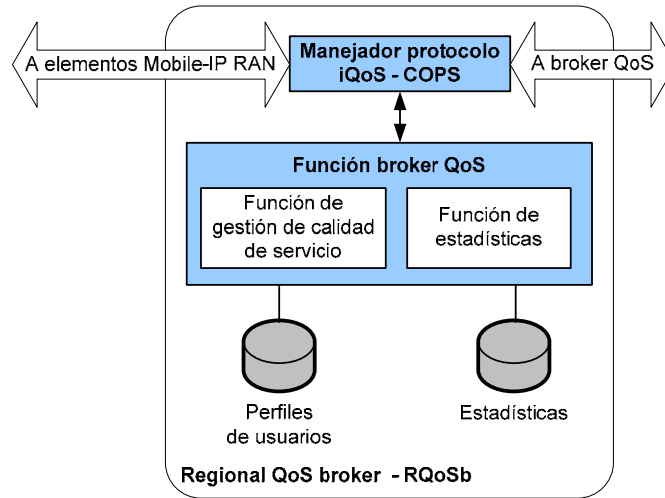 Manejador protocolo
iQoS - COPS
A elementos Mobile-IP RAN
A broker QoS
Función broker QoS
Función de
gestión de calidad
de servicio
Función de
estadísticas
Perfiles
de usuarios
Estadísticas
Regional QoS broker - RQoSb